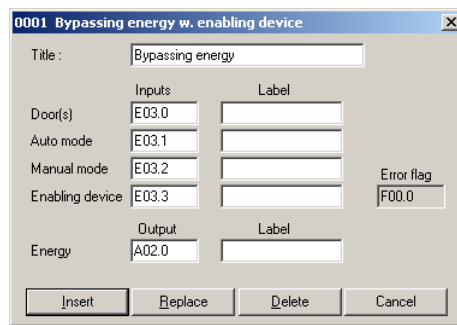 0001 Bypassing energy w. enabling device
Title : Bypassing energy
Inputs Label
Door(s) E03.0
Auto mode E03.1
Manual mode E03.2
Error flag
Enabling device E03.3 F00.0
Output Label
Energy A02.0
Insert Replace Delete Cancel